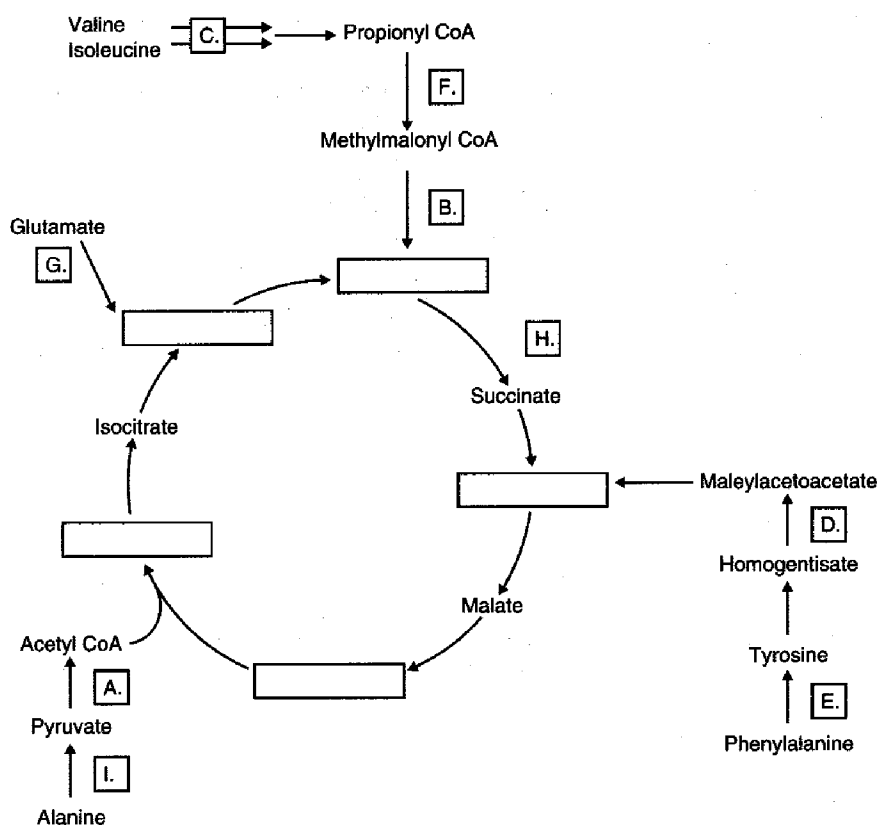 Valine
Isoleucine
C.
Propionyl CoA
F.
Methylmalonyl CoA
B.
Glutamate
G.
H.
Succinate
Isocitrate
Maleylacetoacetate
D.
Homogentisate
Malate
Acetyl CoA
Tyrosine
A.
E.
Pyruvate
Phenylalanine
I.
Alanine